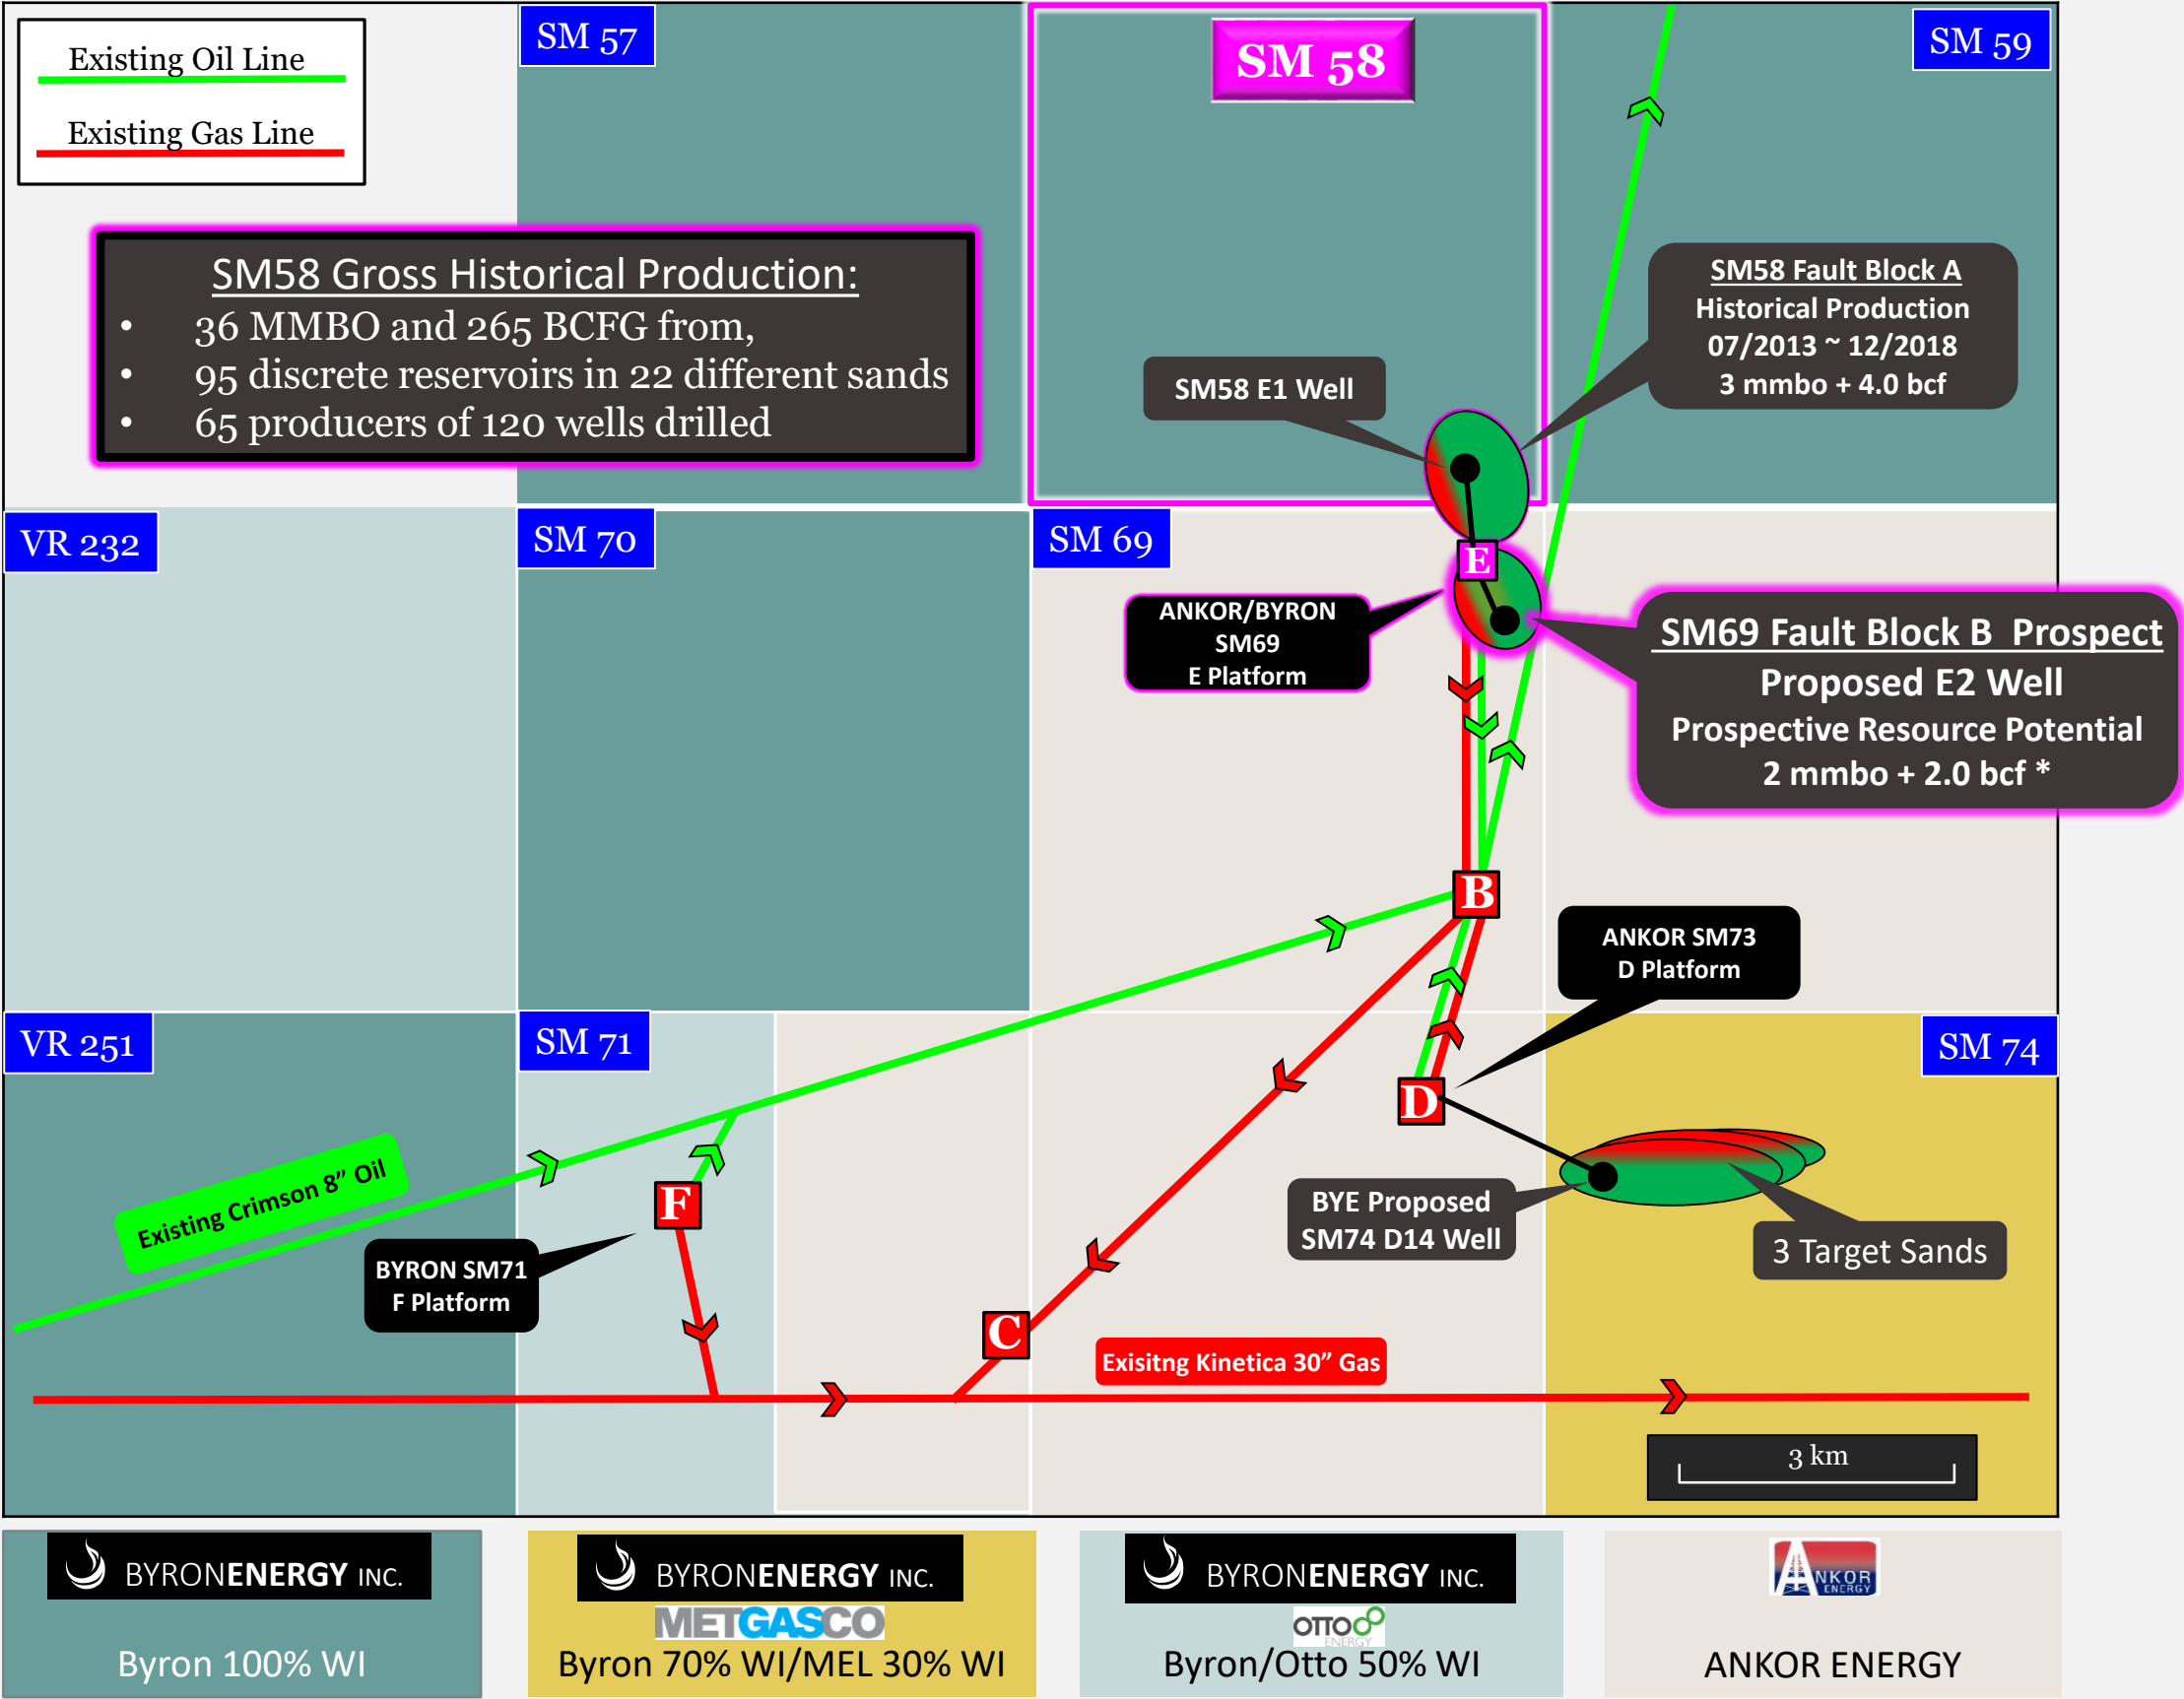 Existing Oil Line
Existing Gas Line
SM 57
SM 58
SM 59
SM58 Gross Historical Production:
• 36 MMBO and 265 BCFG from,
• 95 discrete reservoirs in 22 different sands
• 65 producers of 120 wells drilled
SM58 Fault Block A
Historical Production
07/2013 ~ 12/2018
3 mmbo + 4.0 bcf
SM58 E1 Well
VR 232
SM 70
SM 69
E
ANKOR/BYRON
SM69
E Platform
SM69 Fault Block B Prospect
Proposed E2 Well
Prospective Resource Potential
2 mmbo + 2.0 bcf *
B
ANKOR SM73
D Platform
VR 251
SM 71
SM 74
D
Existing Crimson 8” Oil
F
BYRON SM71
F Platform
BYE Proposed
SM74 D14 Well
3 Target Sands
C
Exisitng Kinetica 30” Gas
3 km
BYRONENERGY INC.
Byron 100% WI
BYRONENERGY INC.
METGASCO
Byron 70% WI/MEL 30% WI
BYRONENERGY INC.
OTTO
ENERGY
Byron/Otto 50% WI
ANKOR
ENERGY
ANKOR ENERGY